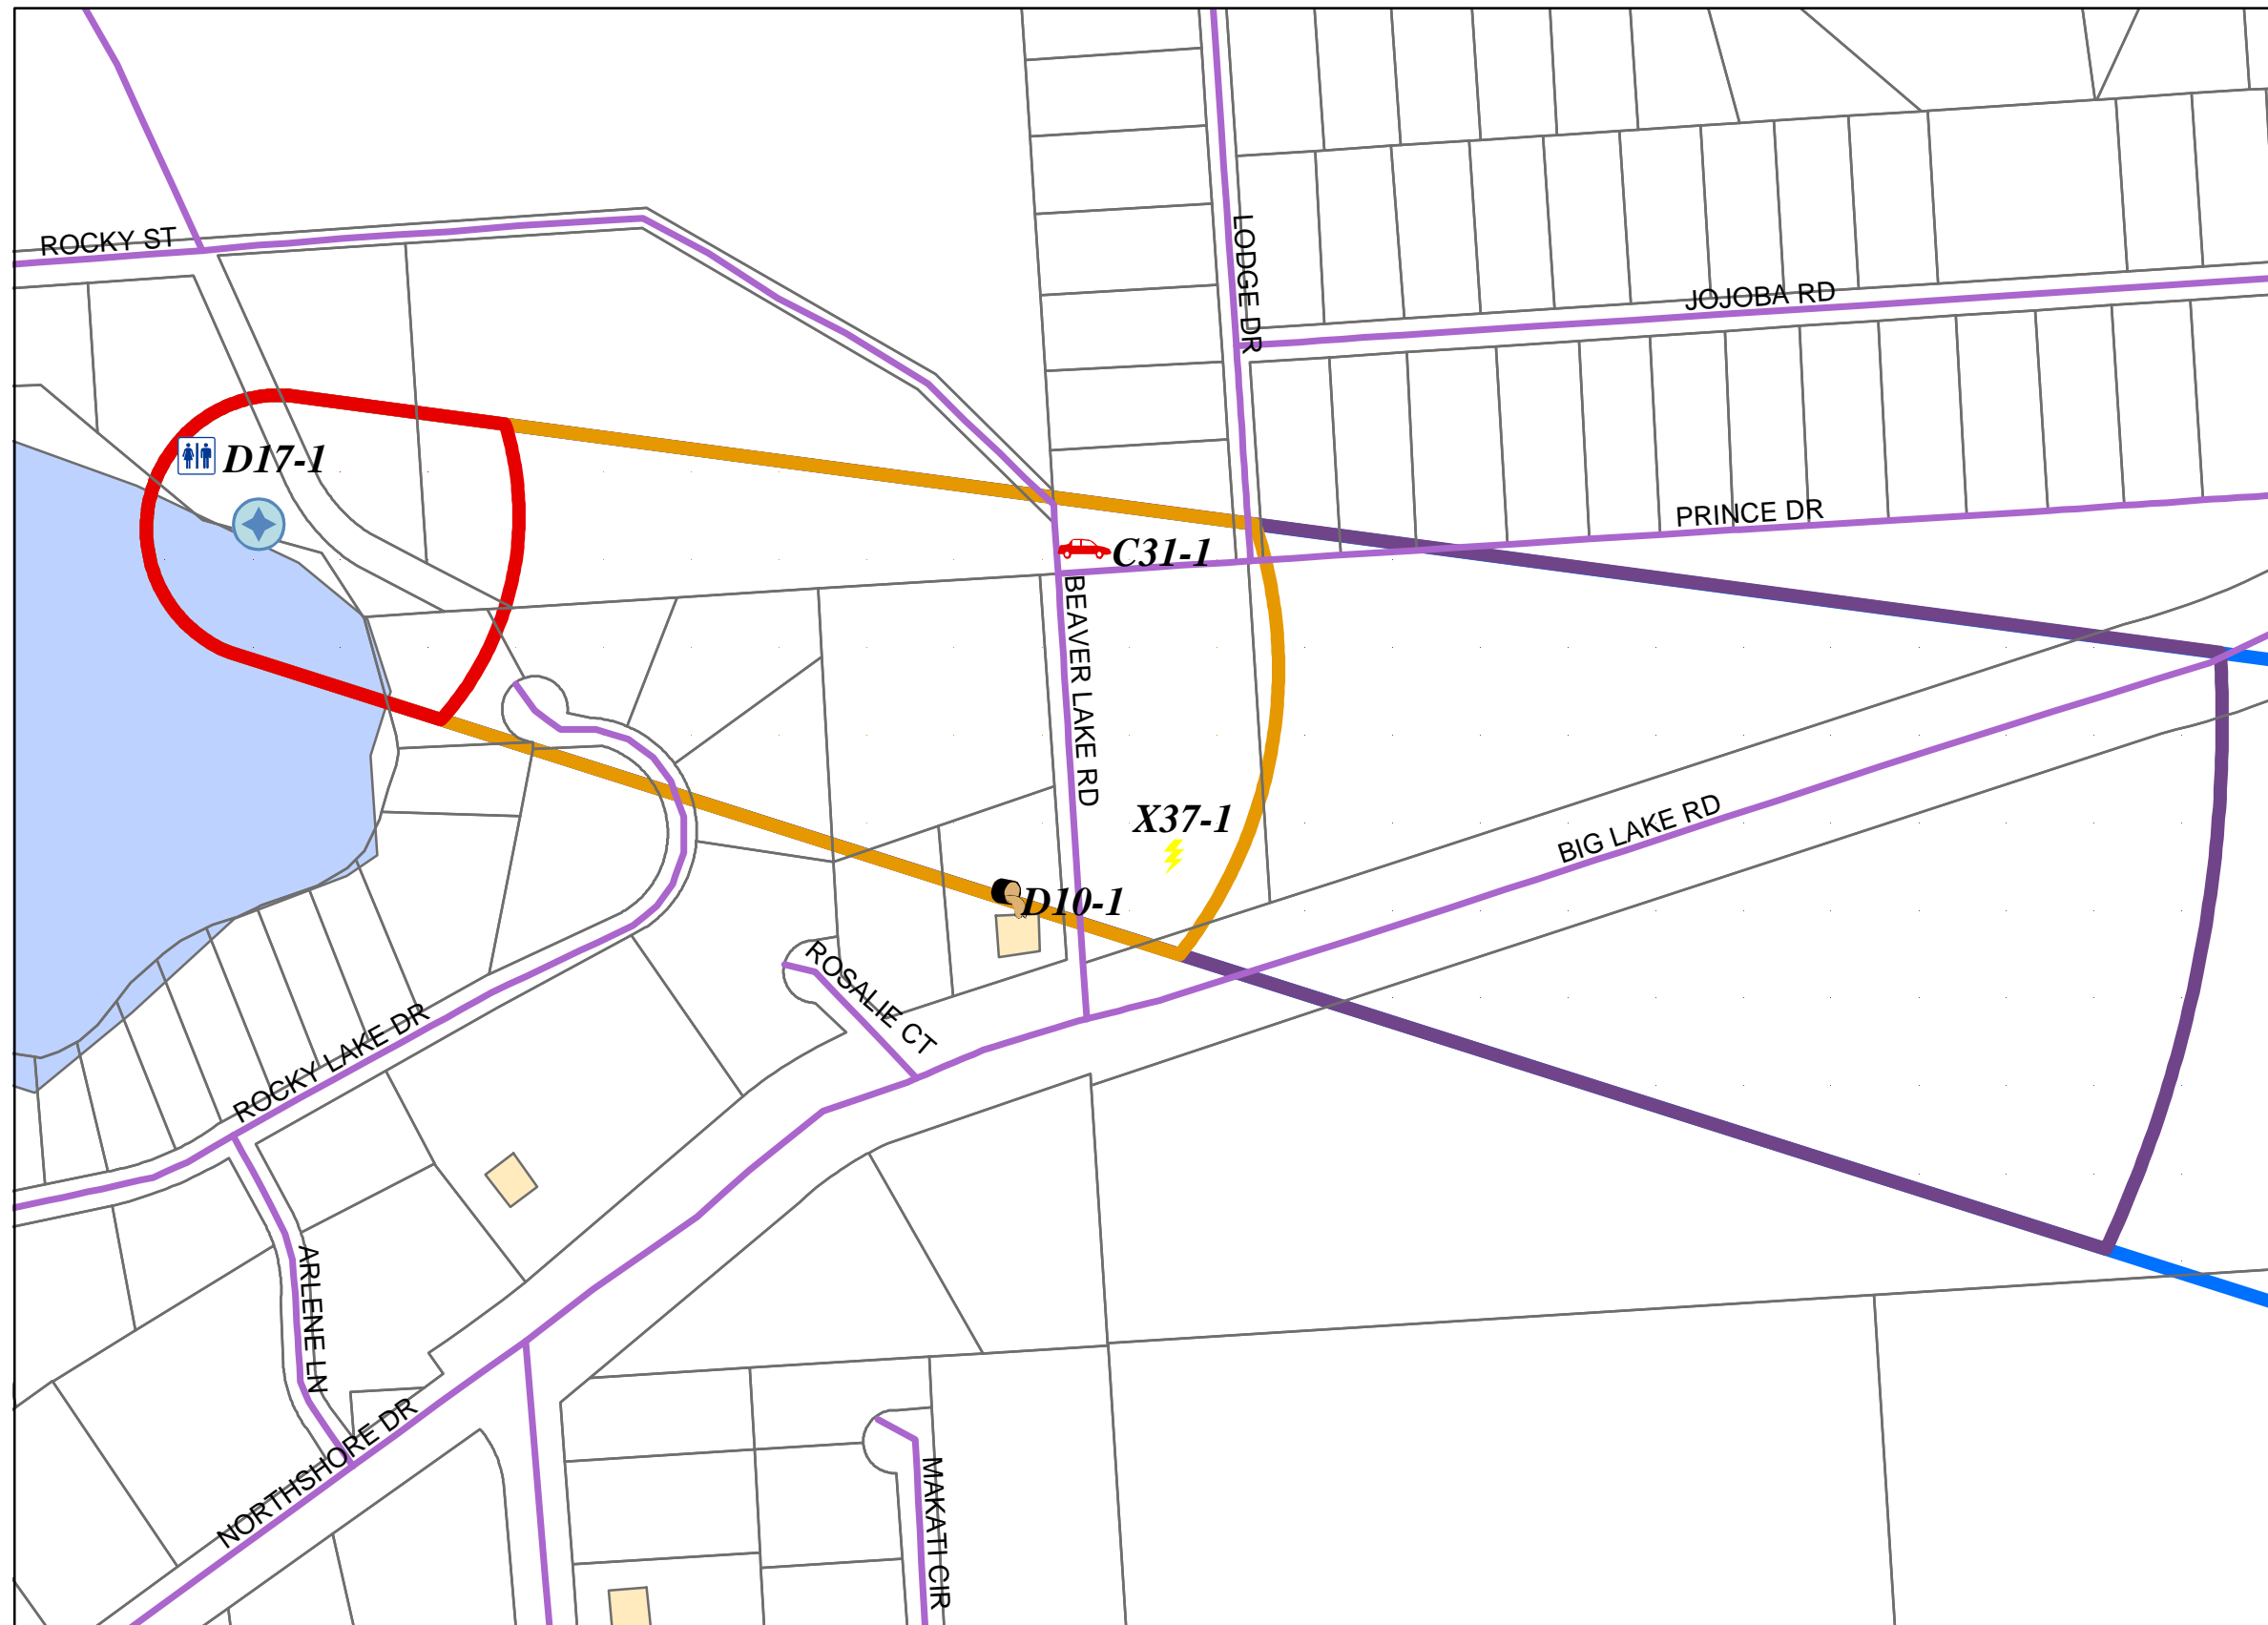 ROCKY ST
LODGE DR
JOJOBA RD
D17-1
PRINCE DR
C31-1
BEAVER LAKE RD
X37-1
BIG LAKE RD
D10-1
ROSALIE CT
ROCKY LAKE DR
ARLENE LN
NORTHSHORE DR
MAKATI CIR